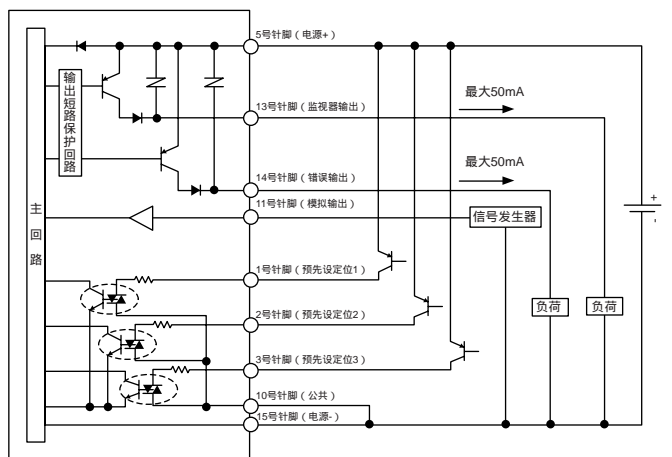 5号针脚（电源+）
输出短路保护回路
最大50mA
13号针脚（监视器输出）
最大50mA
14号针脚（错误输出）
11号针脚（模拟输出）
信号发生器
主回路
+
-
1号针脚（预先设定位1）
负荷
负荷
2号针脚（预先设定位2）
3号针脚（预先设定位3）
10号针脚（公共）
15号针脚（电源-）